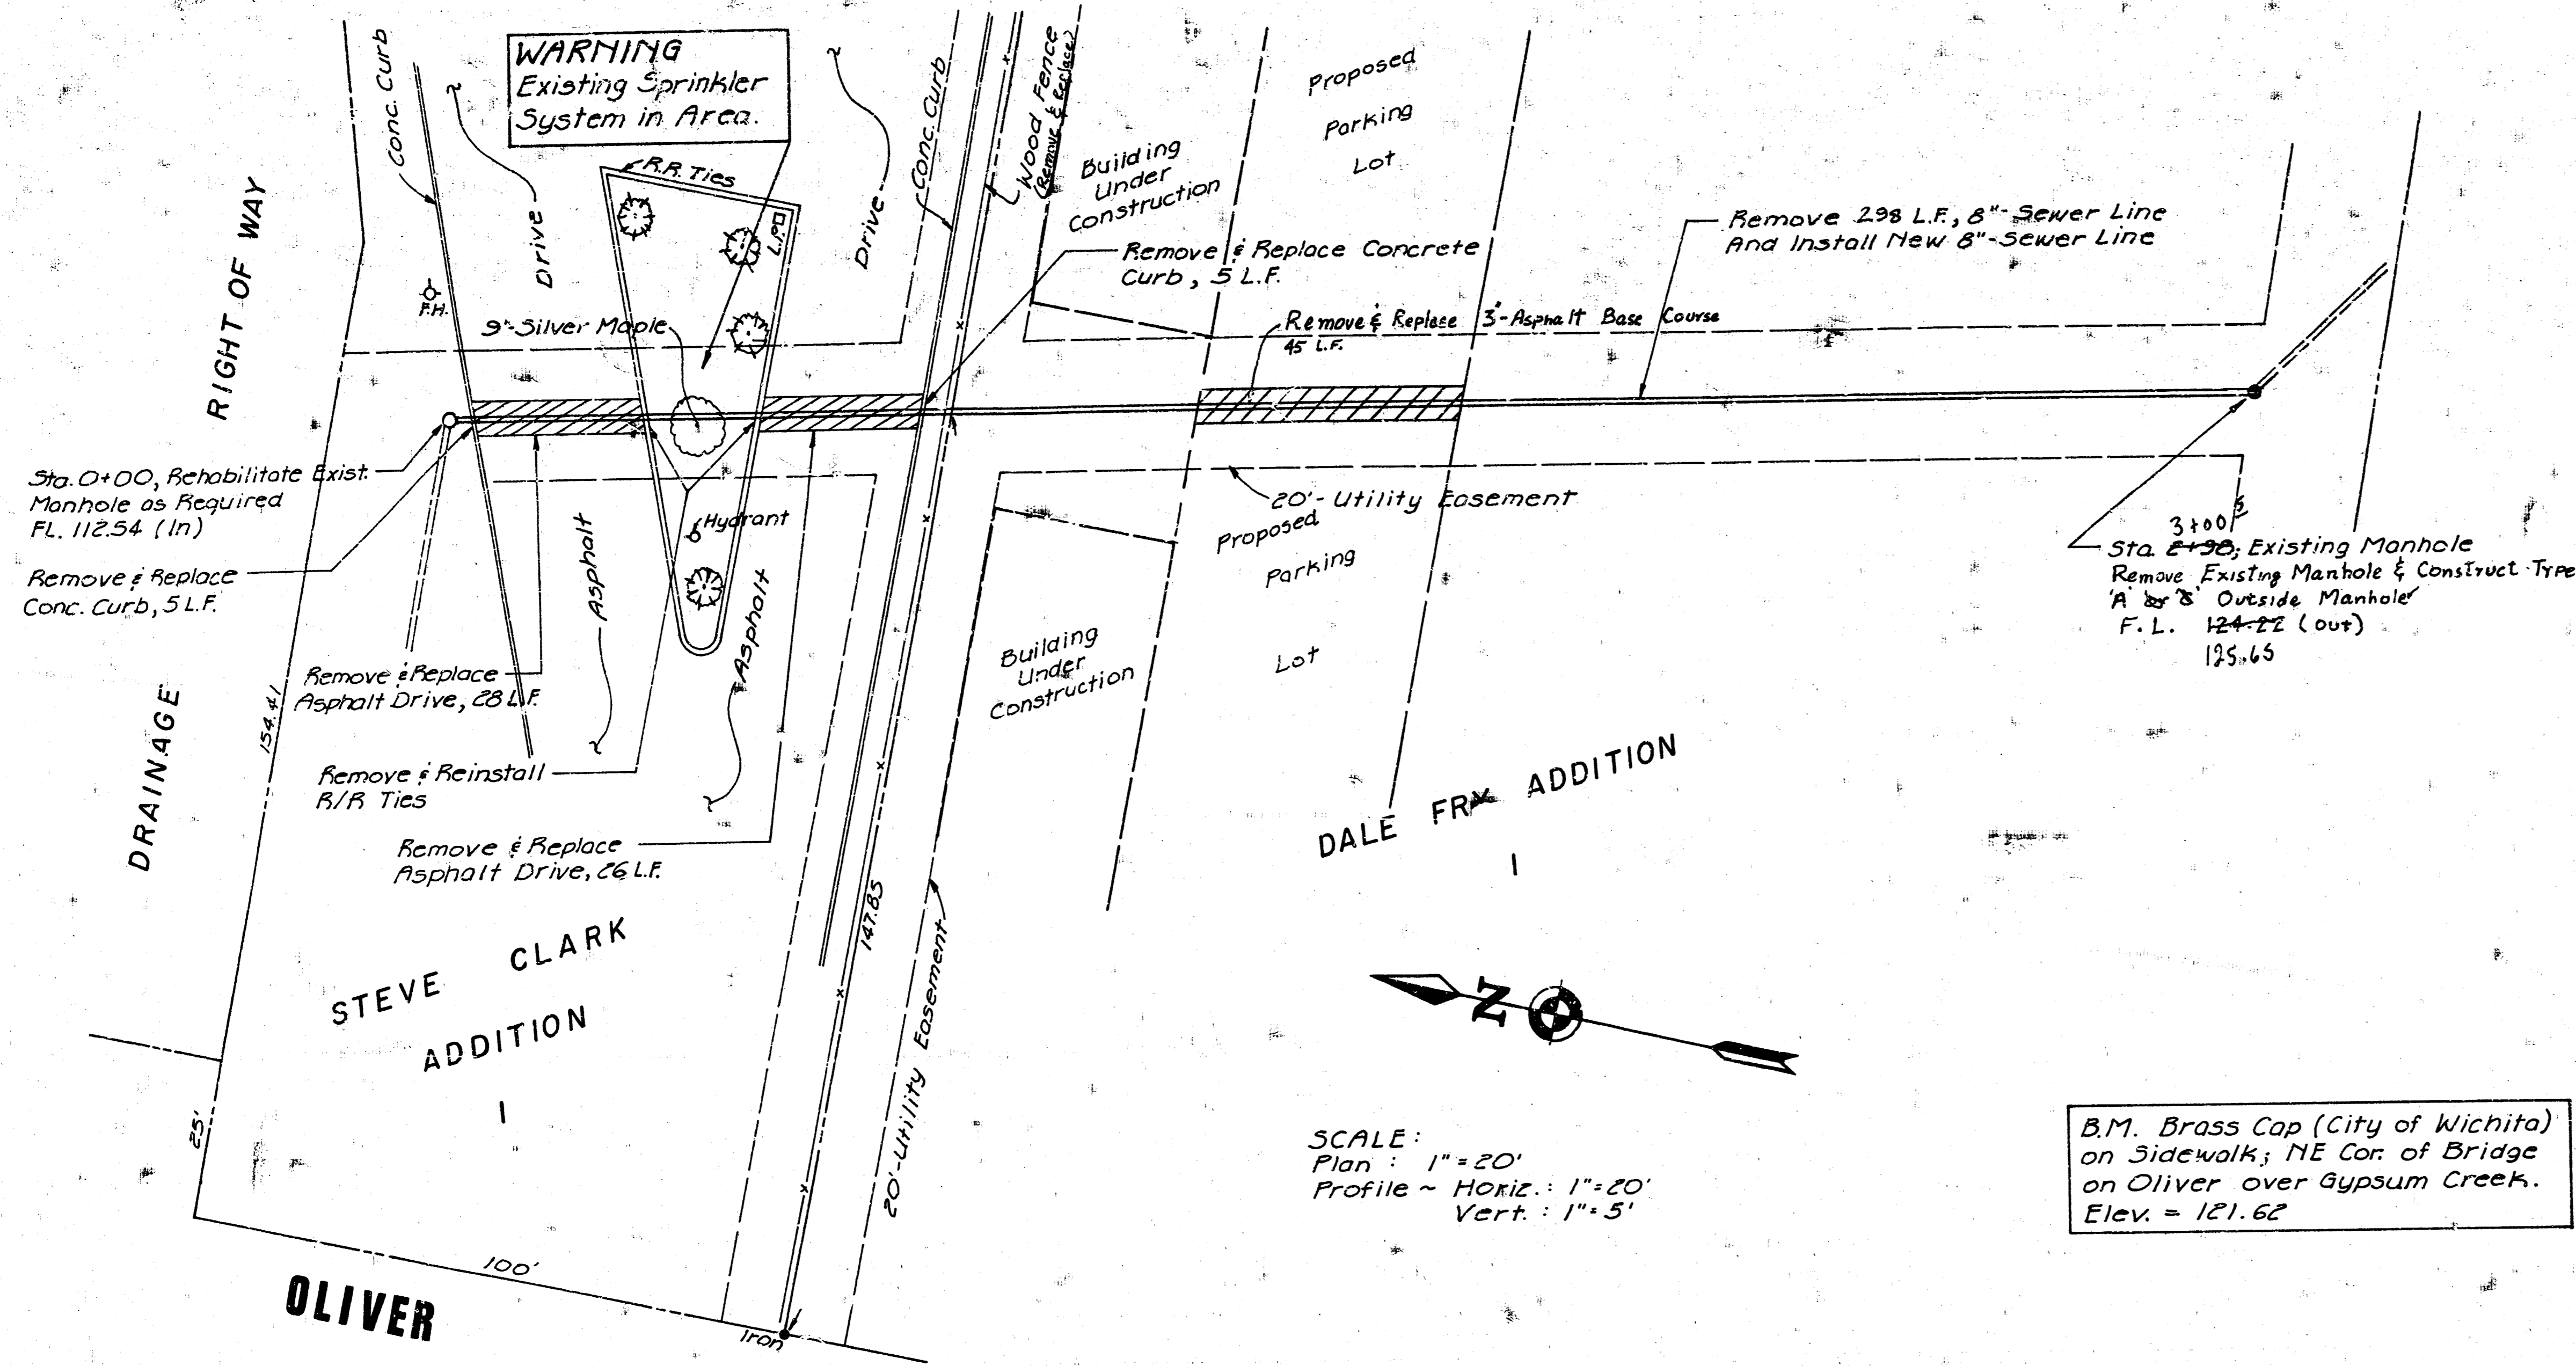 WARNING
Existing Sprinkler
System in Area.
Conc. Curb
Drive
R.R. Ties
L.P.
Drive
Conc. Curb
Wood Fence
(Remove & Replace)
Building
Under
Construction
Proposed
Parking
Lot
Remove & Replace Concrete
Curb, 5 L.F.
Remove 298 L.F., 8"-Sewer Line
And Install New 8"-Sewer Line
Remove & Replace 3"-Asphalt Base Course
45 L.F.
RIGHT OF WAY
F.H.
9"-Silver Maple
Sta. 0+00, Rehabilitate Exist.
Manhole as Required
FL. 112.54 (In)
Remove & Replace
Conc. Curb, 5 L.F.
Hydrant
Asphalt
Asphalt
20'- Utility Easement
Proposed
Parking
Lot
Building
Under
Construction
3+00
Sta. 2+98, Existing Manhole
Remove Existing Manhole & Construct Type
'A' or 'B' Outside Manhole
F.L. 124.22 (out)
125.65
Remove & Replace
Asphalt Drive, 28 L.F.
Remove & Reinstall
R/R Ties
Remove & Replace
Asphalt Drive, 26 L.F.
DRAINAGE
154.41
147.85
20'-Utility Easement
DALE ADDITION
1
STEVE CLARK
ADDITION
1
25'
100'
OLIVER
Iron
N
SCALE:
Plan : 1"=20'
Profile ~ Horiz.: 1"=20'
Vert. : 1"=5'
B.M. Brass Cap (City of Wichita)
on Sidewalk; NE Cor. of Bridge
on Oliver over Gypsum Creek.
Elev. = 121.62